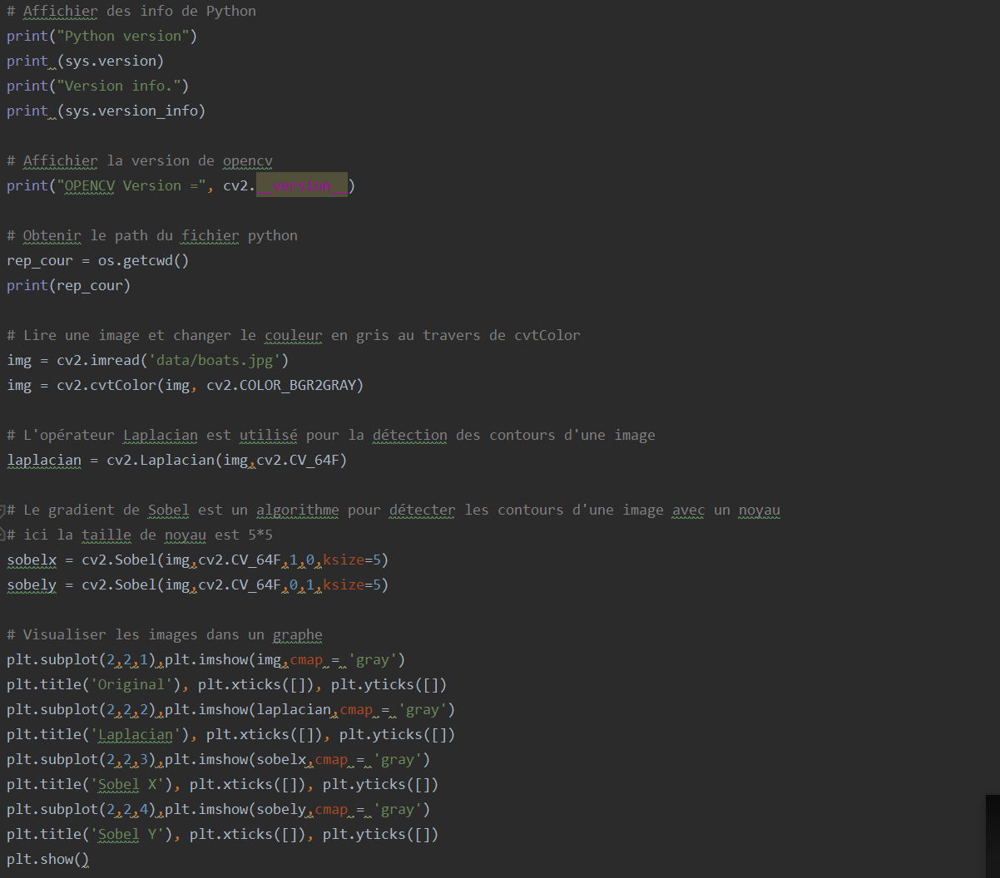 # Affichier des info de Python
print("Python version")
print (sys.version)
print("Version info.")
print (sys.version_info)
# Affichier la version de opencv
print("OPENCV Version =", cv2.__version__)
# Obtenir le path du fichier python
rep_cour = os.getcwd()
print(rep_cour)
# Lire une image et changer le couleur en gris au travers de cvtColor
img = cv2.imread('data/boats.jpg')
img = cv2.cvtColor(img, cv2.COLOR_BGR2GRAY)
# L'opérateur Laplacian est utilisé pour la détection des contours d'une image
laplacian = cv2.Laplacian(img,cv2.CV_64F)
# Le gradient de Sobel est un algorithme pour détecter les contours d'une image avec un noyau
# ici la taille de noyau est 5*5
sobelx = cv2.Sobel(img,cv2.CV_64F,1,0,ksize=5)
sobely = cv2.Sobel(img,cv2.CV_64F,0,1,ksize=5)
# Visualiser les images dans un graphe
plt.subplot(2,2,1),plt.imshow(img,cmap = 'gray')
plt.title('Original'), plt.xticks([]), plt.yticks([])
plt.subplot(2,2,2),plt.imshow(laplacian,cmap = 'gray')
plt.title('Laplacian'), plt.xticks([]), plt.yticks([])
plt.subplot(2,2,3),plt.imshow(sobelx,cmap = 'gray')
plt.title('Sobel X'), plt.xticks([]), plt.yticks([])
plt.subplot(2,2,4),plt.imshow(sobely,cmap = 'gray')
plt.title('Sobel Y'), plt.xticks([]), plt.yticks([])
plt.show()